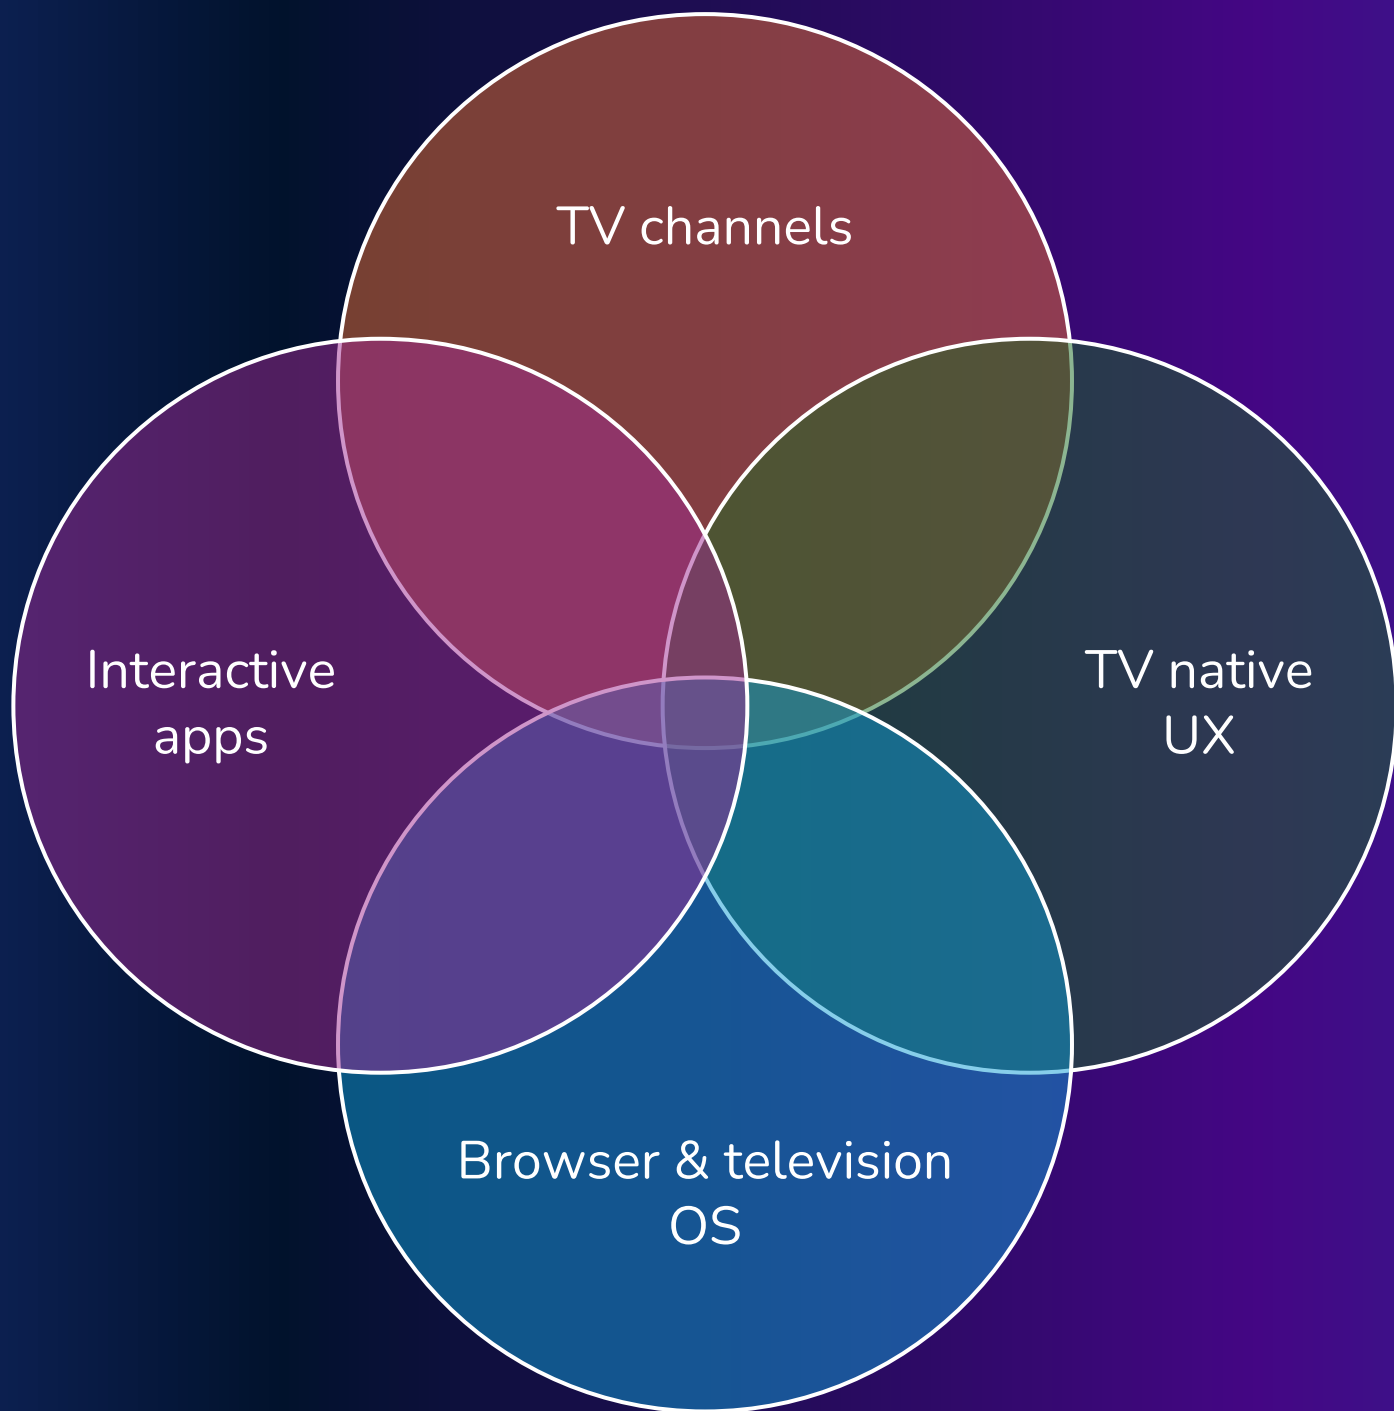 TV channels
Interactive
apps
TV native
UX
Browser & television
OS